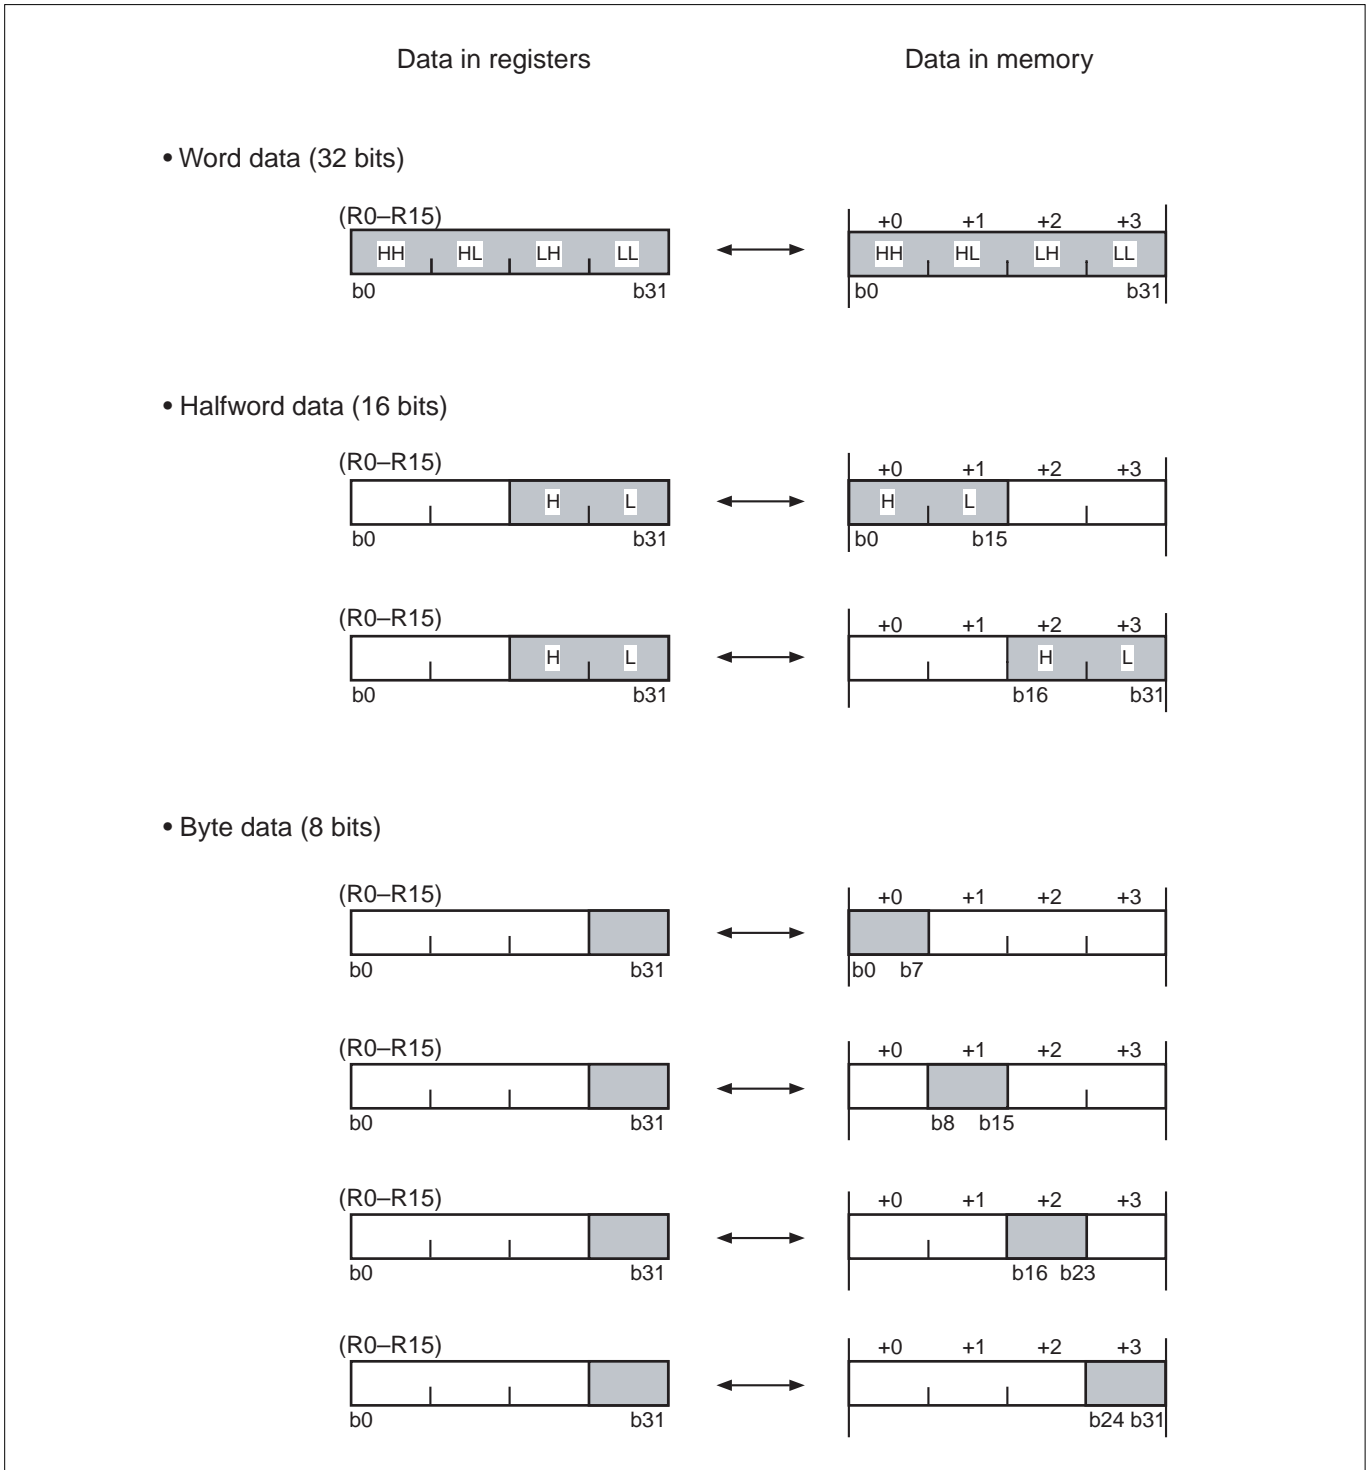 Data in registers Data in memory
• Word data (32 bits)
(R0–R15) +0 +1 +2 +3
HH HL LH LL HH HL LH LL
b0 b31 b0 b31
• Halfword data (16 bits)
(R0–R15) +0 +1 +2 +3
H L H L
b0 b31 b0 b15
(R0–R15) +0 +1 +2 +3
H L H L
b0 b31 b16 b31
• Byte data (8 bits)
(R0–R15) +0 +1 +2 +3
b0 b31 b0 b7
(R0–R15) +0 +1 +2 +3
b0 b31 b8 b15
(R0–R15) +0 +1 +2 +3
b0 b31 b16 b23
(R0–R15) +0 +1 +2 +3
b0 b31 b24 b31